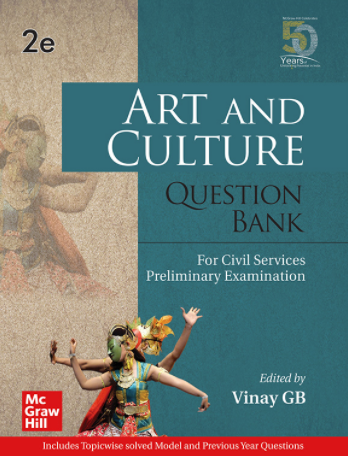 2e
50
Years
ART AND
CULTURE
QUESTION
BANK
For Civil Services
Preliminary Examination
Edited by
Vinay GB
Mc
Graw
Hill
Includes Topicwise solved Model and Previous Year Questions